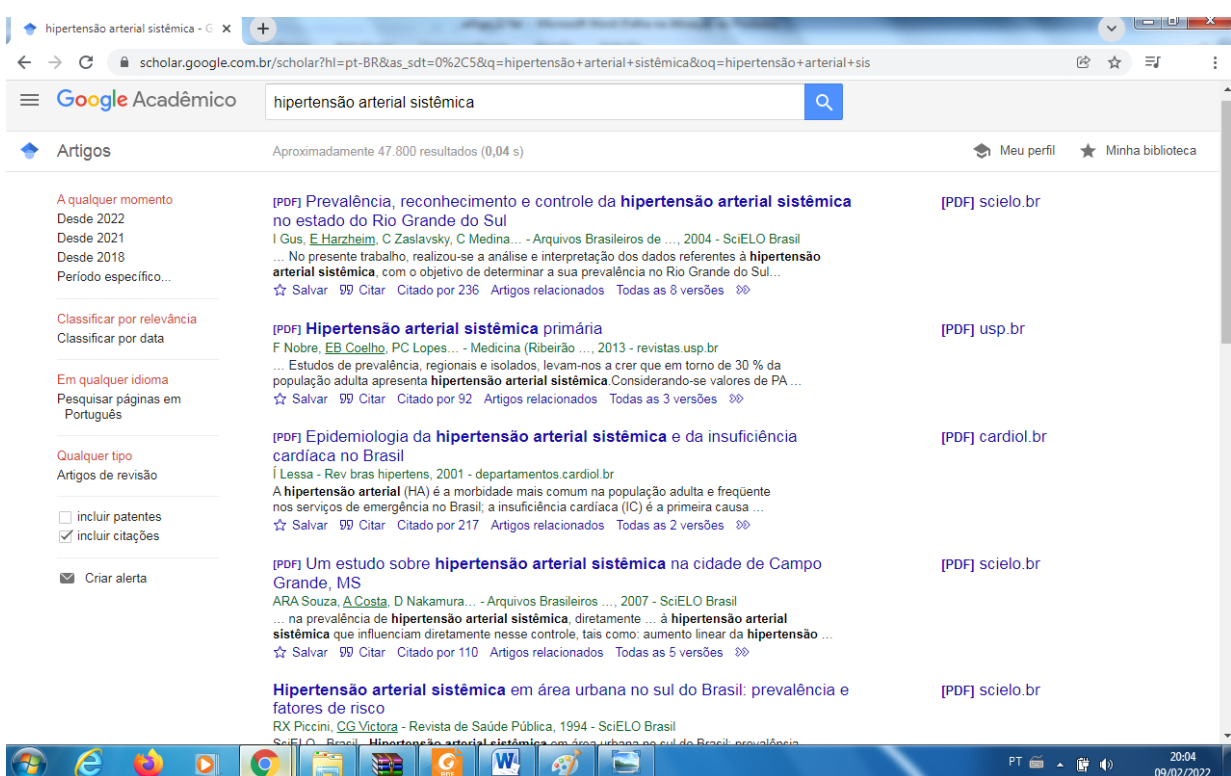 hipertensão arterial sistêmica - G
scholar.google.com.br/scholar?hl=pt-BR&as_sdt=0%2C5&q=hipertensão+arterial+sistêmica&oq=hipertensão+arterial+sis
Google Acadêmico
hipertensão arterial sistêmica
Artigos
Aproximadamente 47.800 resultados (0,04 s)
Meu perfil
Minha biblioteca
A qualquer momento
Desde 2022
Desde 2021
Desde 2018
Período específico...
Classificar por relevância
Classificar por data
Em qualquer idioma
Pesquisar páginas em
Português
Qualquer tipo
Artigos de revisão
incluir patentes
incluir citações
Criar alerta
[PDF] Prevalência, reconhecimento e controle da hipertensão arterial sistêmica
no estado do Rio Grande do Sul
I Gus, E Harzheim, C Zaslavsky, C Medina... - Arquivos Brasileiros de ..., 2004 - SciELO Brasil
... No presente trabalho, realizou-se a análise e interpretação dos dados referentes à hipertensão
arterial sistêmica, com o objetivo de determinar a sua prevalência no Rio Grande do Sul...
Salvar Citar Citado por 236 Artigos relacionados Todas as 8 versões
[PDF] scielo.br
[PDF] Hipertensão arterial sistêmica primária
F Nobre, EB Coelho, PC Lopes... - Medicina (Ribeirão ..., 2013 - revistas.usp.br
... Estudos de prevalência, regionais e isolados, levam-nos a crer que em torno de 30 % da
população adulta apresenta hipertensão arterial sistêmica.Considerando-se valores de PA ...
Salvar Citar Citado por 92 Artigos relacionados Todas as 3 versões
[PDF] usp.br
[PDF] Epidemiologia da hipertensão arterial sistêmica e da insuficiência
cardíaca no Brasil
Í Lessa - Rev bras hipertens, 2001 - departamentos.cardiol.br
A hipertensão arterial (HA) é a morbidade mais comum na população adulta e freqüente
nos serviços de emergência no Brasil; a insuficiência cardíaca (IC) é a primeira causa ...
Salvar Citar Citado por 217 Artigos relacionados Todas as 2 versões
[PDF] cardiol.br
[PDF] Um estudo sobre hipertensão arterial sistêmica na cidade de Campo
Grande, MS
ARA Souza, A Costa, D Nakamura... - Arquivos Brasileiros ..., 2007 - SciELO Brasil
... na prevalência de hipertensão arterial sistêmica, diretamente ... à hipertensão arterial
sistêmica que influenciam diretamente nesse controle, tais como: aumento linear da hipertensão ...
Salvar Citar Citado por 110 Artigos relacionados Todas as 5 versões
[PDF] scielo.br
Hipertensão arterial sistêmica em área urbana no sul do Brasil: prevalência e
fatores de risco
RX Piccini, CG Victora - Revista de Saúde Pública, 1994 - SciELO Brasil
SciELO - Brasil - Hipertensão arterial sistêmica em área urbana no sul do Brasil: prevalência
[PDF] scielo.br
PT
20:04
09/02/2022